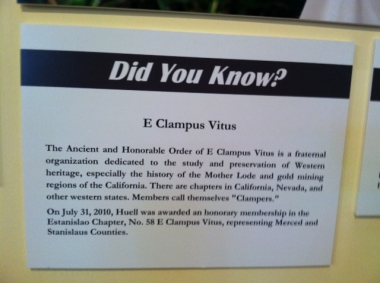 Did You Know?
E Clampus Vitus
The Ancient and Honorable Order of E Clampus Vitus is a fraternal
organization dedicated to the study and preservation of Western
heritage, especially the history of the Mother Lode and gold mining
regions of the California. There are chapters in California, Nevada, and
other western states. Members call themselves "Clampers."
On July 31, 2010, Huell was awarded an honorary membership in the
Estanislao Chapter, No. 58 E Clampus Vitus, representing Merced and
Stanislaus Counties.